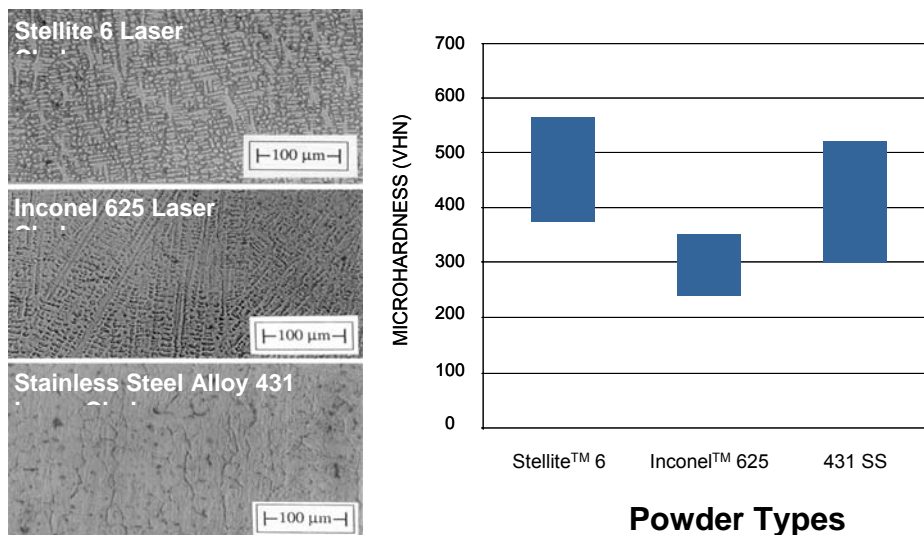 Stellite 6 Laser
100 µm
Inconel 625 Laser
100 µm
Stainless Steel Alloy 431
100 µm
MICROHARDNESS (VHN)
700
600
500
400
300
200
100
0
Stellite™ 6
Inconel™ 625
431 SS
Powder Types